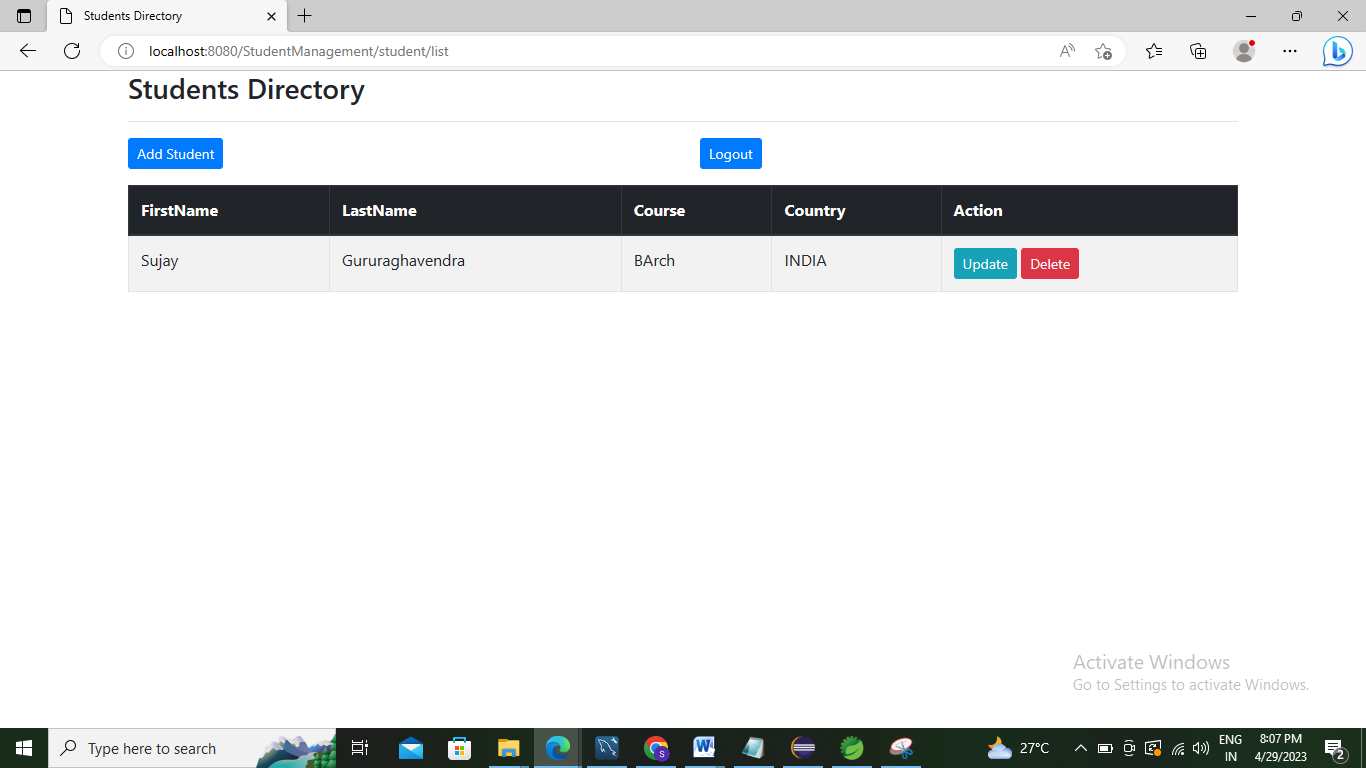 Students Directory
localhost:8080/StudentManagement/student/list
Students Directory
Add Student Logout
FirstName LastName Course Country Action
Sujay Gururaghavendra BArch INDIA Update Delete
Activate Windows
Go to Settings to activate Windows.
Type here to search 27°C ENG IN 8:07 PM 4/29/2023 2